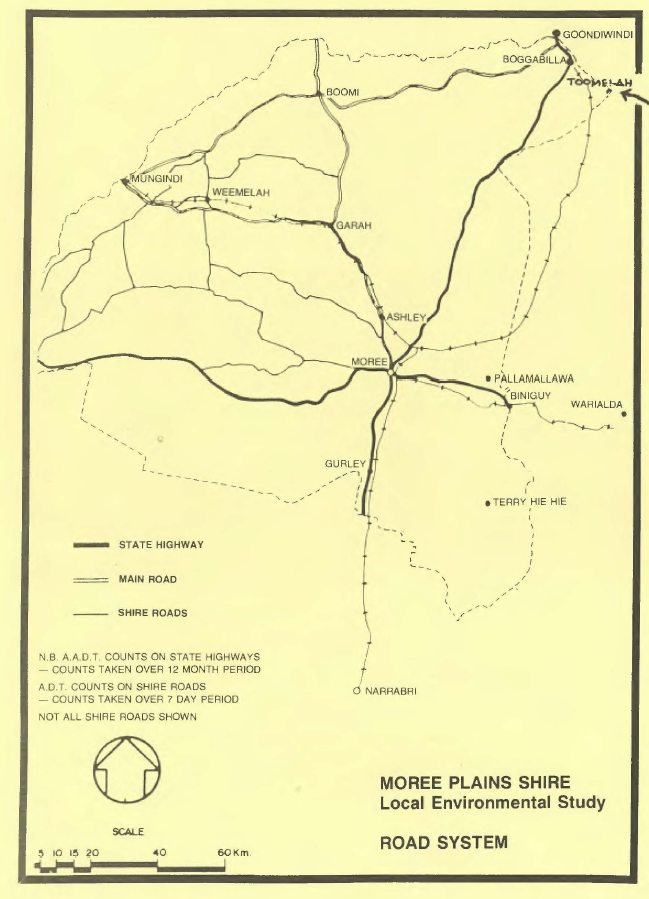 GOONDIWINDI
BOGGABILLA
TOOMELAH
BOOMI
MUNGINDI
WEEMELAH
GARAH
ASHLEY
MOREE
PALLAMALLAWA
BINIGUY
WARIALDA
GURLEY
TERRY HIE HIE
STATE HIGHWAY
MAIN ROAD
SHIRE ROADS
N.B. A.A.D.T. COUNTS ON STATE HIGHWAYS
— COUNTS TAKEN OVER 12 MONTH PERIOD
A.D.T. COUNTS ON SHIRE ROADS
— COUNTS TAKEN OVER 7 DAY PERIOD
NOT ALL SHIRE ROADS SHOWN
NARRABRI
MOREE PLAINS SHIRE
Local Environmental Study
ROAD SYSTEM
SCALE
5 10 15 20 40 60 Km.